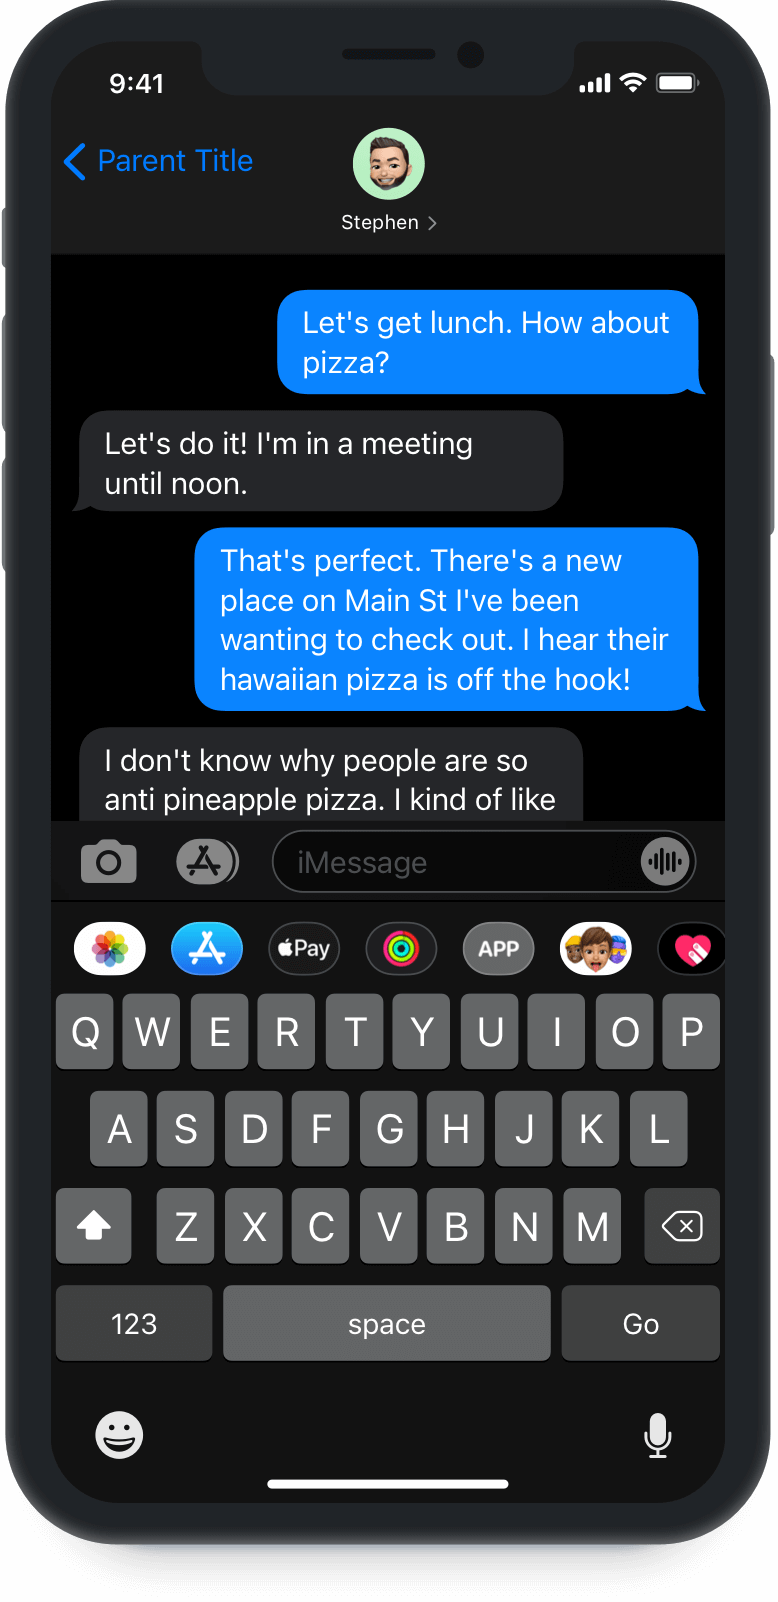 9:41
Parent Title
Stephen
Let's get lunch. How about
pizza?
Let's do it! I'm in a meeting
until noon.
That's perfect. There's a new
place on Main St I've been
wanting to check out. I hear their
hawaiian pizza is off the hook!
I don't know why people are so
anti pineapple pizza. I kind of like
iMessage
Pay
APP
Q W E R T Y U I O P
A S D F G H J K L
Z X C V B N M
123 space Go